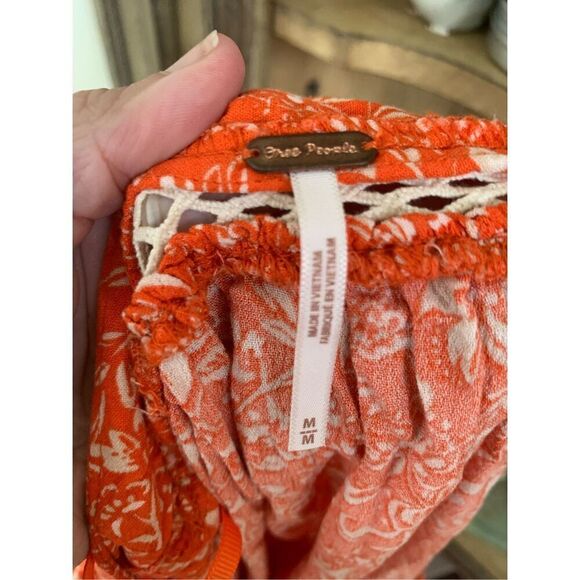 Free People
MADE IN VIETNAM
FABRIQUÉ EN VIETNAM
M
M